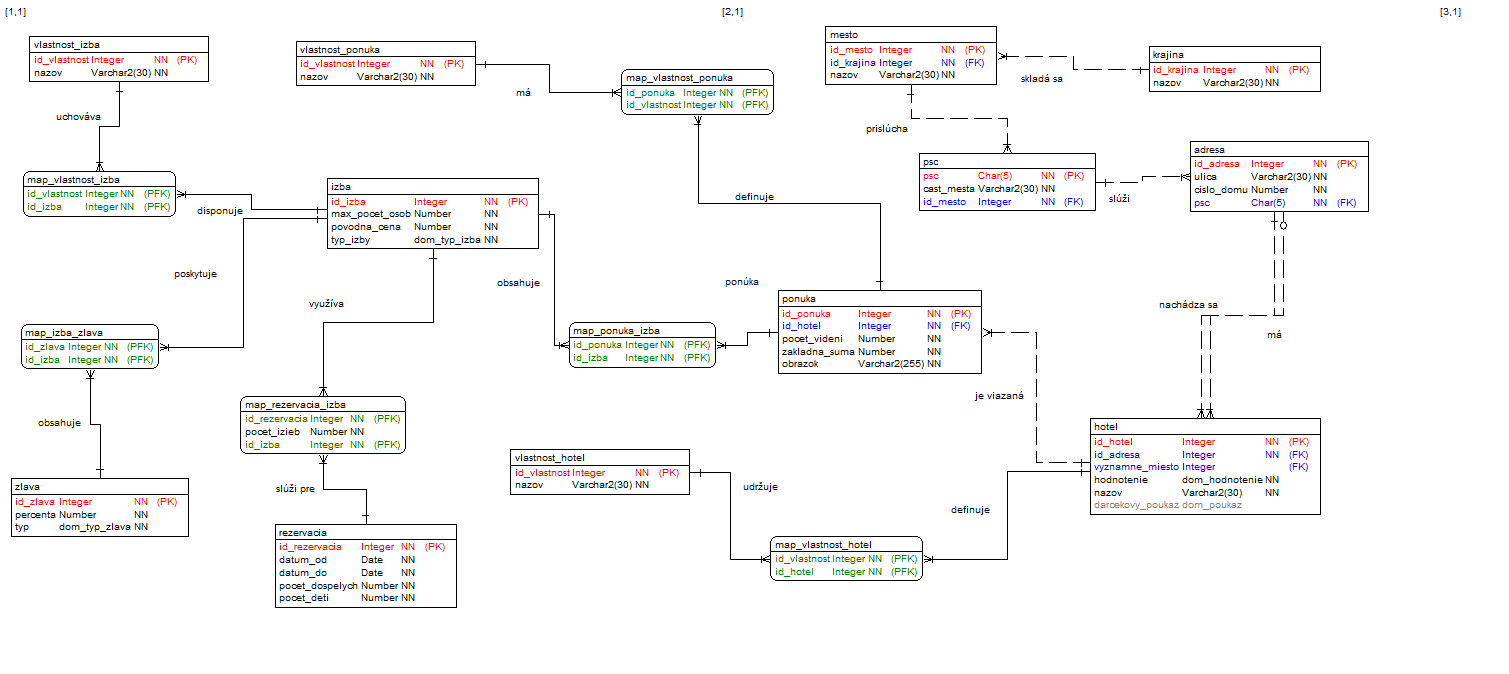 [1,1]
[2,1]
[3,1]
vlastnost_izba
id_vlastnost Integer NN (PK)
nazov Varchar2(30) NN
uchováva
map_vlastnost_izba
id_vlastnost Integer NN (PFK)
id_izba Integer NN (PFK)
disponuje
poskytuje
vlastnost_ponuka
id_vlastnost Integer NN (PK)
nazov Varchar2(30) NN
má
map_vlastnost_ponuka
id_ponuka Integer NN (PFK)
id_vlastnost Integer NN (PFK)
definuje
mesto
id_mesto Integer NN (PK)
id_krajina Integer NN (FK)
nazov Varchar2(30) NN
skladá sa
krajina
id_krajina Integer NN (PK)
nazov Varchar2(30) NN
prislúcha
psc
psc Char(5) NN (PK)
cast_mesta Varchar2(30) NN
id_mesto Integer NN (FK)
slúži
adresa
id_adresa Integer NN (PK)
ulica Varchar2(30) NN
cislo_domu Number NN
psc Char(5) NN (FK)
nachádza sa
má
izba
id_izba Integer NN (PK)
max_pocet_osob Number NN
povodna_cena Number NN
typ_izby dom_typ_izba NN
využíva
obsahuje
map_ponuka_izba
id_ponuka Integer NN (PFK)
id_izba Integer NN (PFK)
ponúka
ponuka
id_ponuka Integer NN (PK)
id_hotel Integer NN (FK)
pocet_videni Number NN
zakladna_suma Number NN
obrazok Varchar2(255) NN
je viazaná
map_izba_zlava
id_zlava Integer NN (PFK)
id_izba Integer NN (PFK)
obsahuje
zlava
id_zlava Integer NN (PK)
percenta Number NN
typ dom_typ_zlava NN
map_rezervacia_izba
id_rezervacia Integer NN (PFK)
pocet_izieb Number NN
id_izba Integer NN (PFK)
slúži pre
rezervacia
id_rezervacia Integer NN (PK)
datum_od Date NN
datum_do Date NN
pocet_dospelych Number NN
pocet_deti Number NN
vlastnost_hotel
id_vlastnost Integer NN (PK)
nazov Varchar2(30) NN
udržuje
map_vlastnost_hotel
id_vlastnost Integer NN (PFK)
id_hotel Integer NN (PFK)
definuje
hotel
id_hotel Integer NN (PK)
id_adresa Integer NN (FK)
vyznamne_miesto Integer (FK)
hodnotenie dom_hodnotenie NN
nazov Varchar2(30) NN
darcekovy_poukaz dom_poukaz